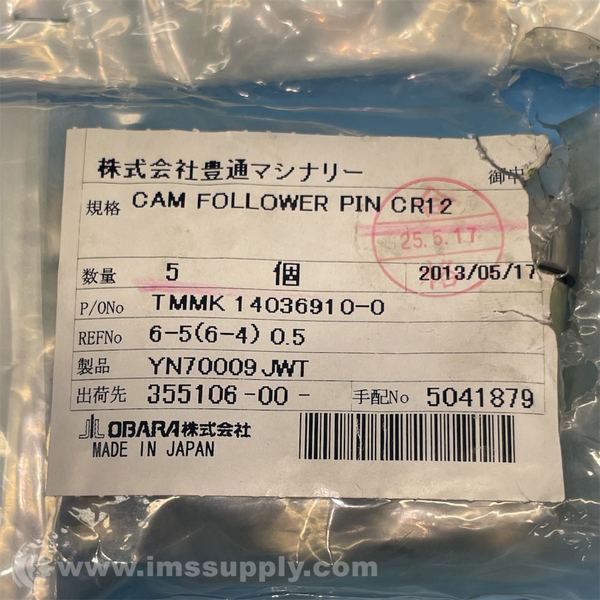 株式会社豊通マシナリー 御中
規格 CAM FOLLOWER PIN CR12
25.5.17
数量 5 個 2013/05/17
P/ONo TMMK 14036910-0
REFNo 6-5(6-4) 0.5
製品 YN70009JWT
出荷先 355106-00- 手配No 5041879
OBARA株式会社
MADE IN JAPAN
www.imssupply.com